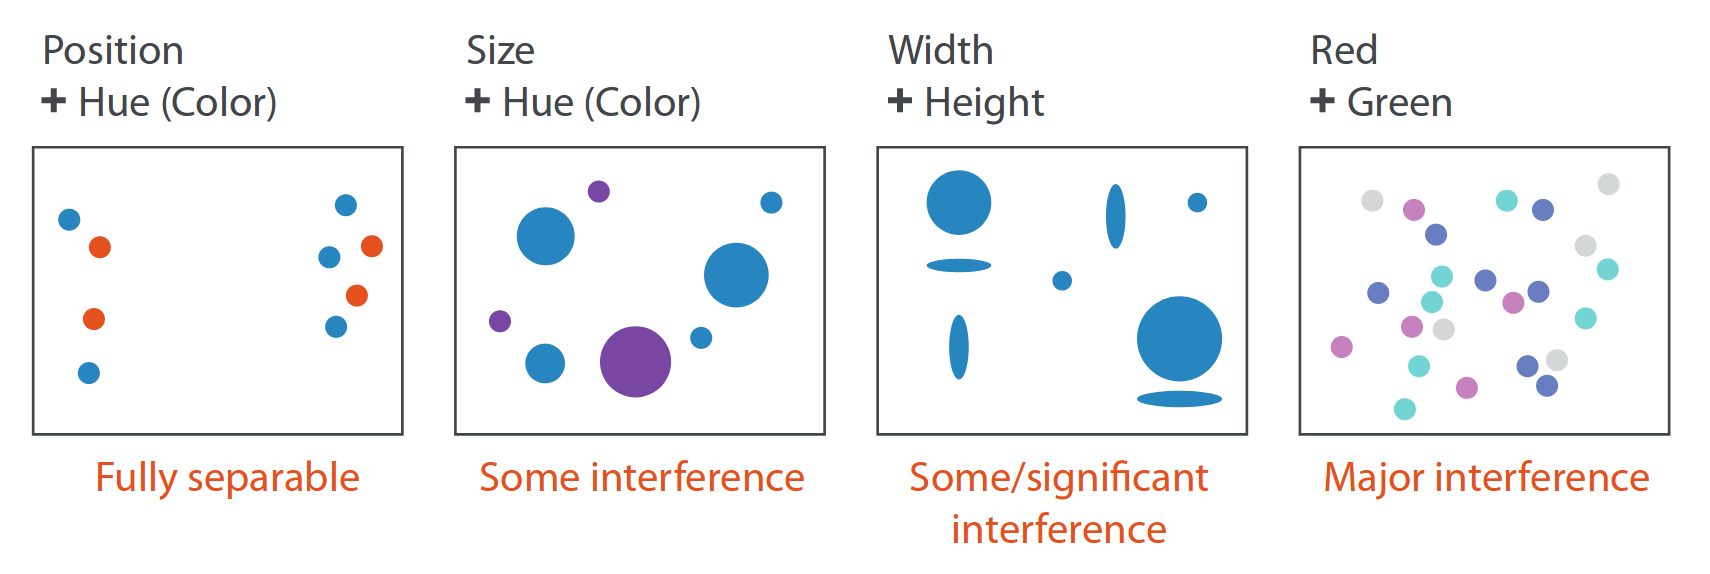 Position
+ Hue (Color)
Fully separable
Size
+ Hue (Color)
Some interference
Width
+ Height
Some/significant
interference
Red
+ Green
Major interference